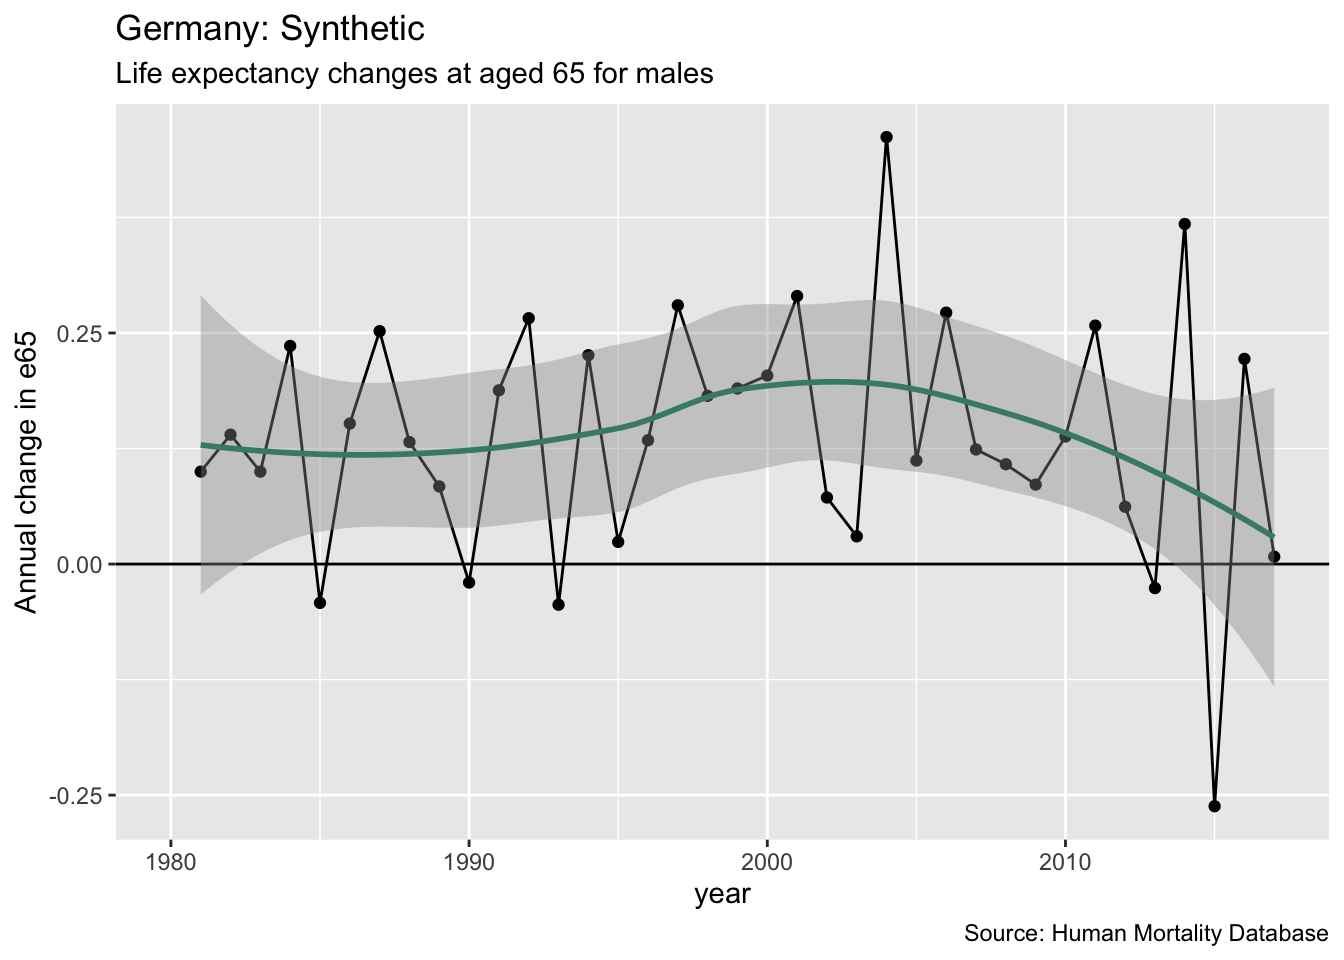 Germany: Synthetic
Life expectancy changes at aged 65 for males
Annual change in e65
0.25
0.00
-0.25
1980
1990
2000
2010
year
Source: Human Mortality Database